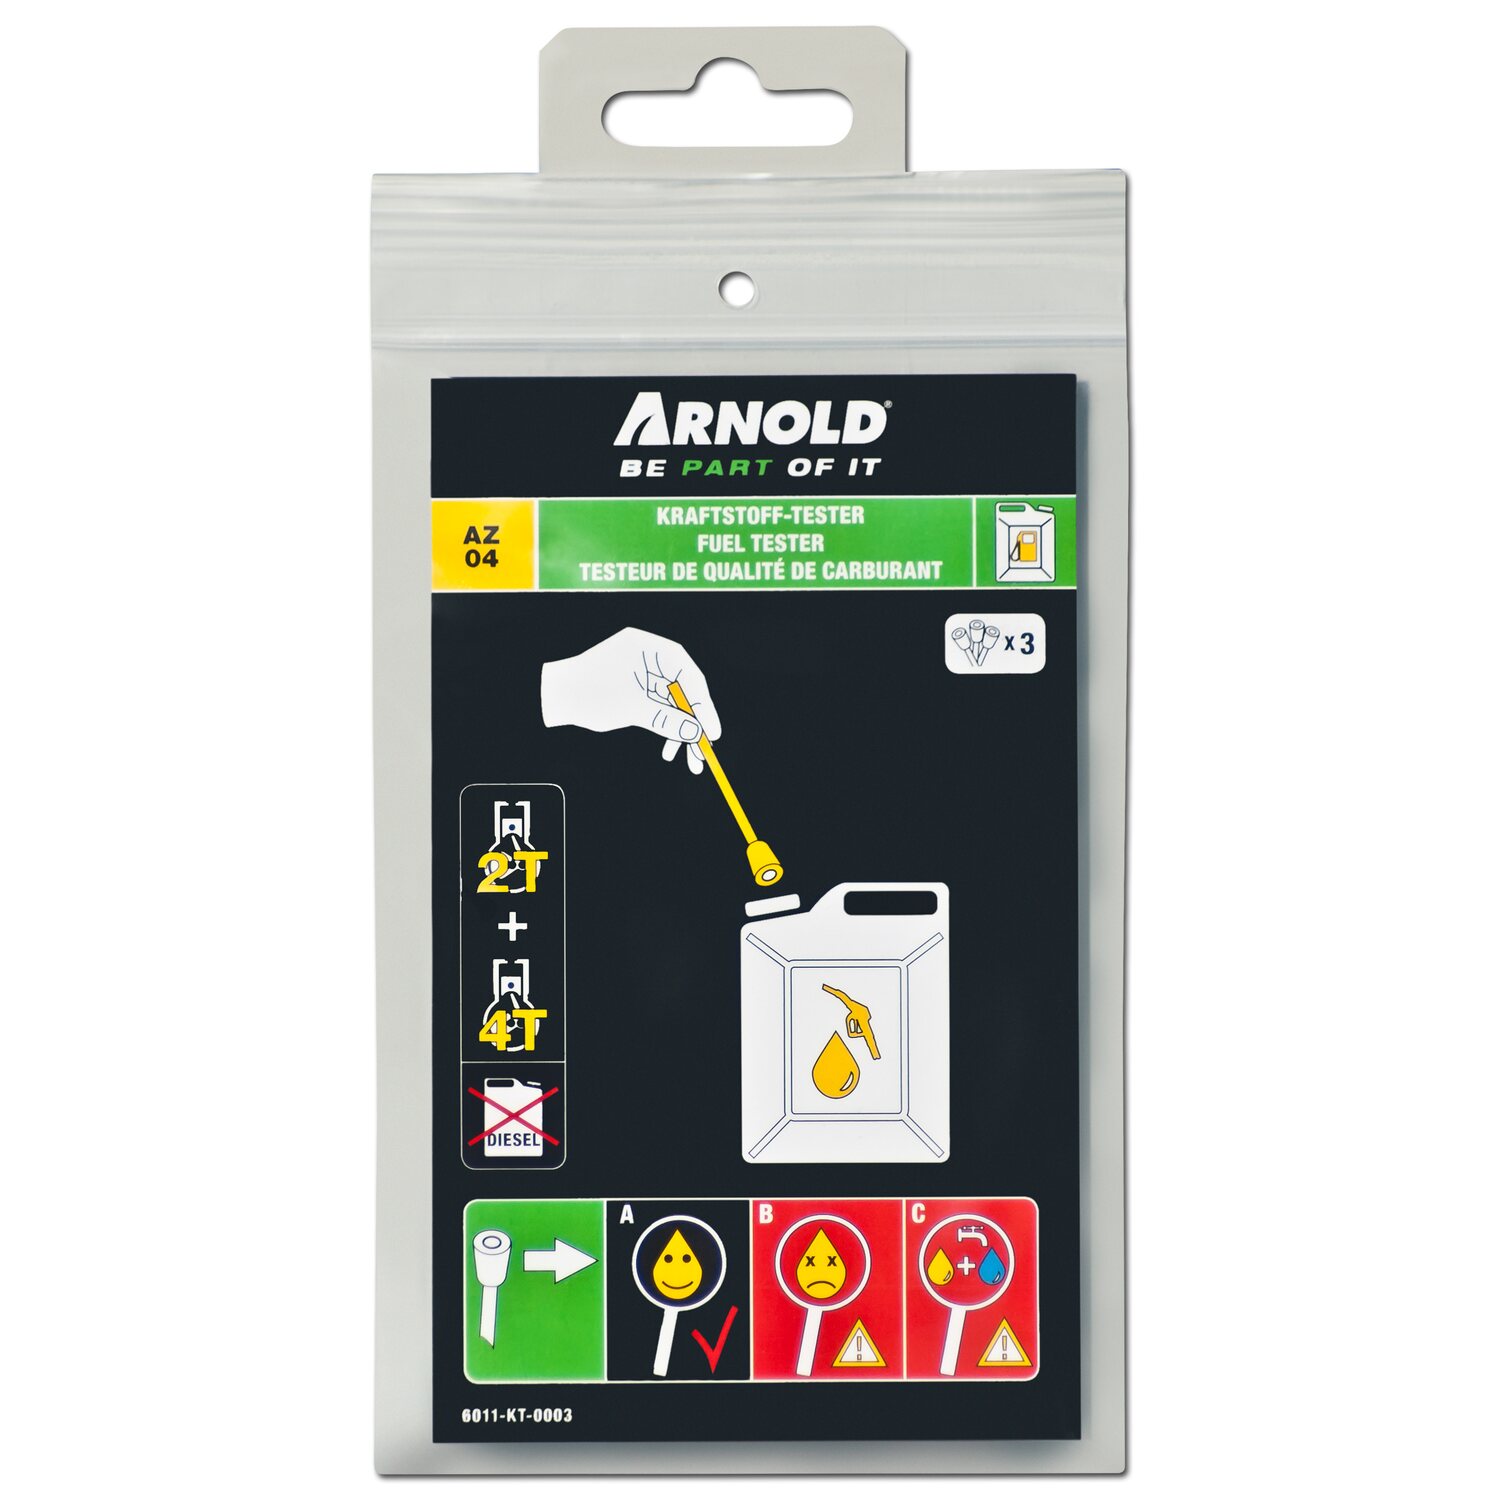 ARNOLD®
BE PART OF IT
AZ
04
KRAFTSTOFF-TESTER
FUEL TESTER
TESTEUR DE QUALITÉ DE CARBURANT
x 3
2T
+
4T
DIESEL
A
B
x x
!
C
+
!
6011-KT-0003